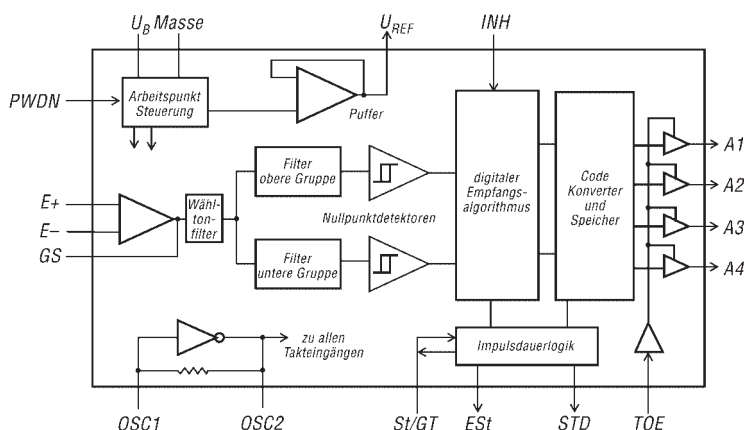 U_B Masse
U_REF
INH
PWDN
Arbeitspunkt
Steuerung
Puffer
E+
E–
GS
Wähl-
ton-
filter
Filter
obere Gruppe
Nullpunktdetektoren
Filter
untere Gruppe
digitaler
Empfangs-
algorithmus
Code
Konverter
und
Speicher
A1
A2
A3
A4
zu allen
Takteingängen
Impulsdauerlogik
OSC1
OSC2
St/GT
ESt
STD
TOE